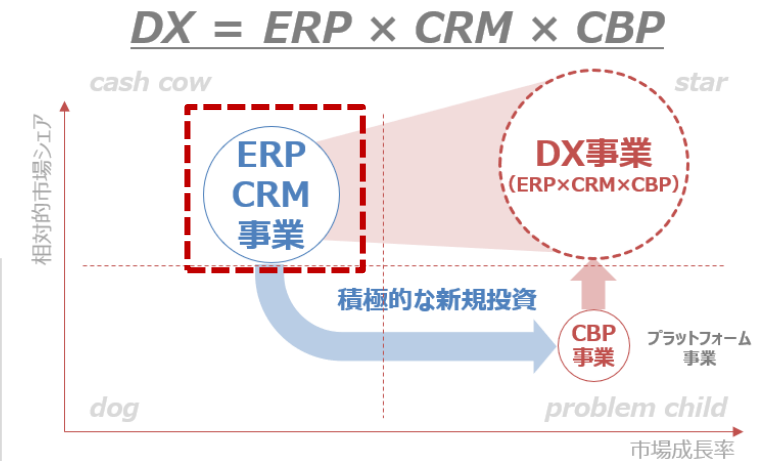 DX = ERP × CRM × CBP
cash cow
star
相対的市場シェア
ERP
CRM
事業
DX事業
(ERP×CRM×CBP)
積極的な新規投資
CBP
事業
プラットフォーム
事業
dog
problem child
市場成長率